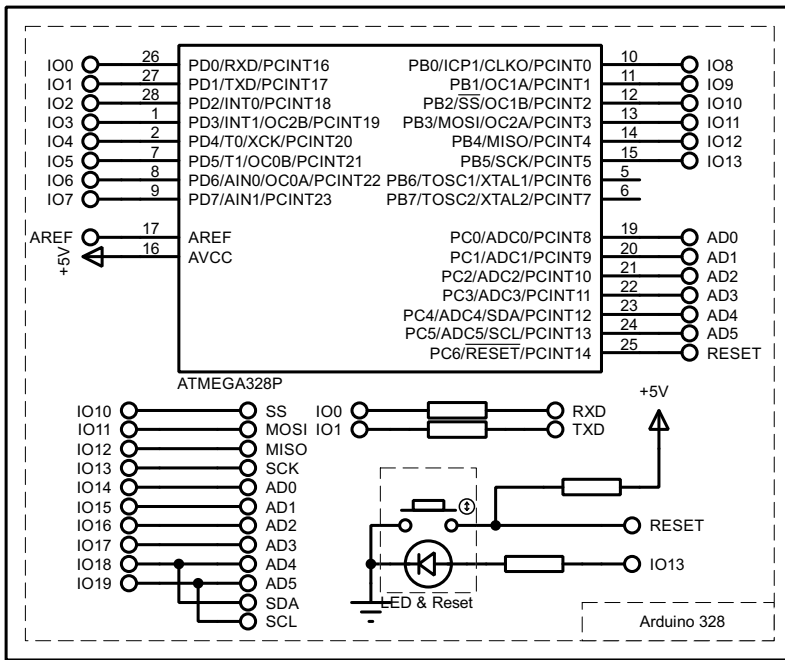 IO0 26 PD0/RXD/PCINT16 PB0/ICP1/CLKO/PCINT0 10 IO8
IO1 27 PD1/TXD/PCINT17 PB1/OC1A/PCINT1 11 IO9
IO2 28 PD2/INT0/PCINT18 PB2/SS/OC1B/PCINT2 12 IO10
IO3 1 PD3/INT1/OC2B/PCINT19 PB3/MOSI/OC2A/PCINT3 13 IO11
IO4 2 PD4/T0/XCK/PCINT20 PB4/MISO/PCINT4 14 IO12
IO5 7 PD5/T1/OC0B/PCINT21 PB5/SCK/PCINT5 15 IO13
IO6 8 PD6/AIN0/OC0A/PCINT22 PB6/TOSC1/XTAL1/PCINT6 5
IO7 9 PD7/AIN1/PCINT23 PB7/TOSC2/XTAL2/PCINT7 6
AREF 17 AREF PC0/ADC0/PCINT8 19 AD0
+5V 16 AVCC PC1/ADC1/PCINT9 20 AD1
PC2/ADC2/PCINT10 21 AD2
PC3/ADC3/PCINT11 22 AD3
PC4/ADC4/SDA/PCINT12 23 AD4
PC5/ADC5/SCL/PCINT13 24 AD5
PC6/RESET/PCINT14 25 RESET
ATMEGA328P
+5V
IO10 SS IO0 RXD
IO11 MOSI IO1 TXD
IO12 MISO
IO13 SCK
IO14 AD0
IO15 AD1
IO16 AD2 RESET
IO17 AD3
IO18 AD4 IO13
IO19 AD5
SDA LED & Reset
SCL Arduino 328